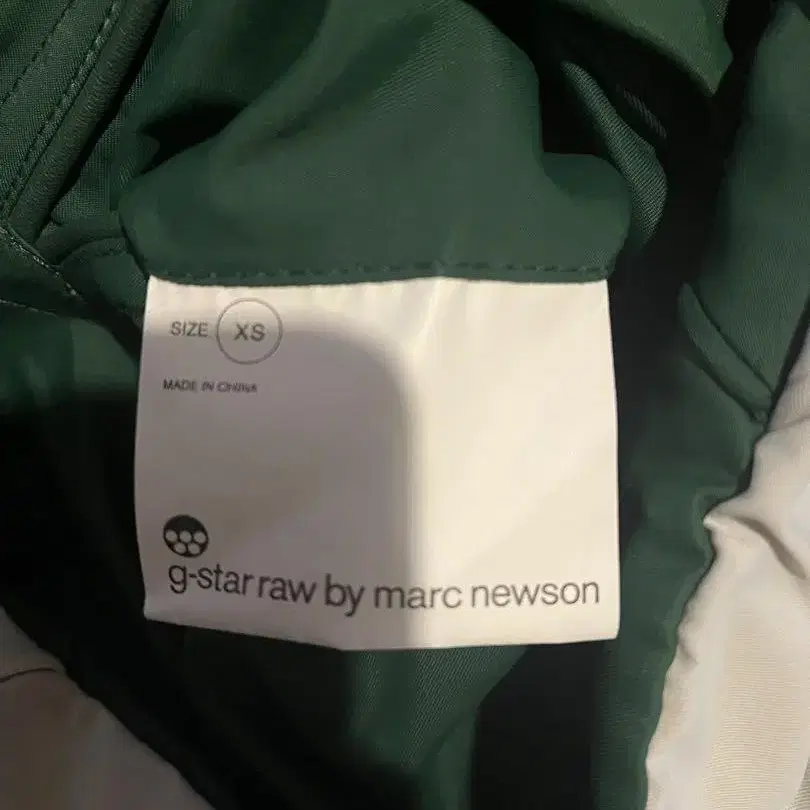 SIZE XS
MADE IN CHINA
g-star raw by marc newson